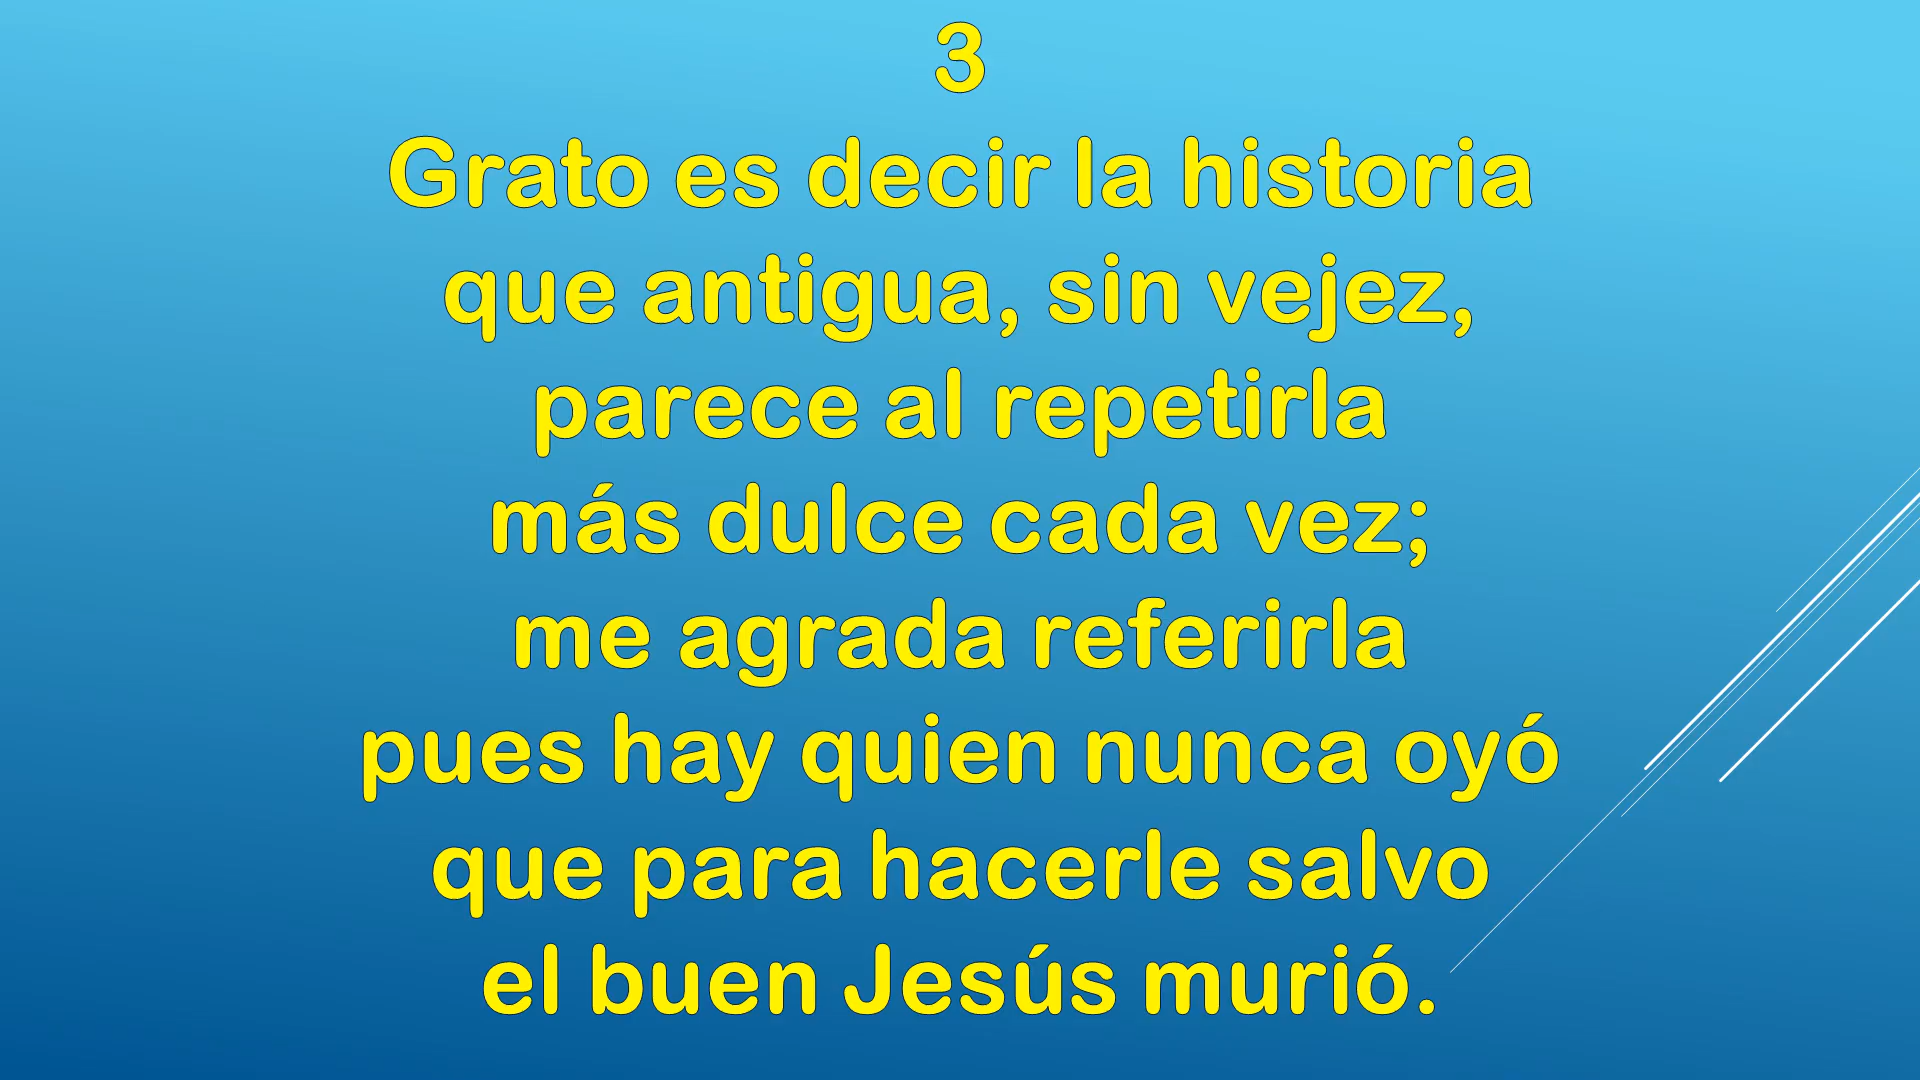 3
Grato es decir la historia
que antigua, sin vejez,
parece al repetirla
más dulce cada vez;
me agrada referirla
pues hay quien nunca oyó
que para hacerle salvo
el buen Jesús murió.